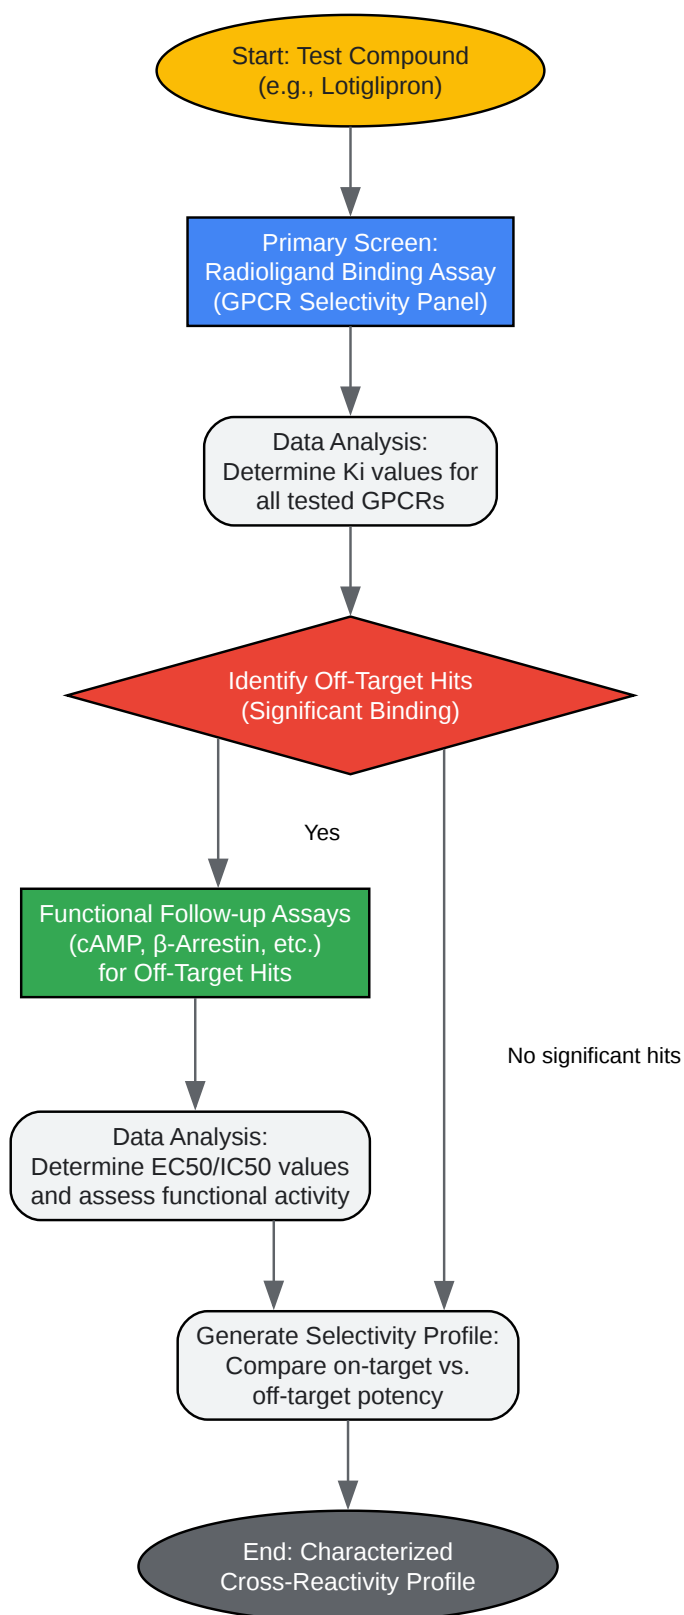 Start: Test Compound
(e.g., Lotiglipron)
Primary Screen:
Radioligand Binding Assay
(GPCR Selectivity Panel)
Data Analysis:
Determine Ki values for
all tested GPCRs
Identify Off-Target Hits
(Significant Binding)
Yes
Functional Follow-up Assays
(cAMP, β-Arrestin, etc.)
for Off-Target Hits
No significant hits
Data Analysis:
Determine EC50/IC50 values
and assess functional activity
Generate Selectivity Profile:
Compare on-target vs.
off-target potency
End: Characterized
Cross-Reactivity Profile